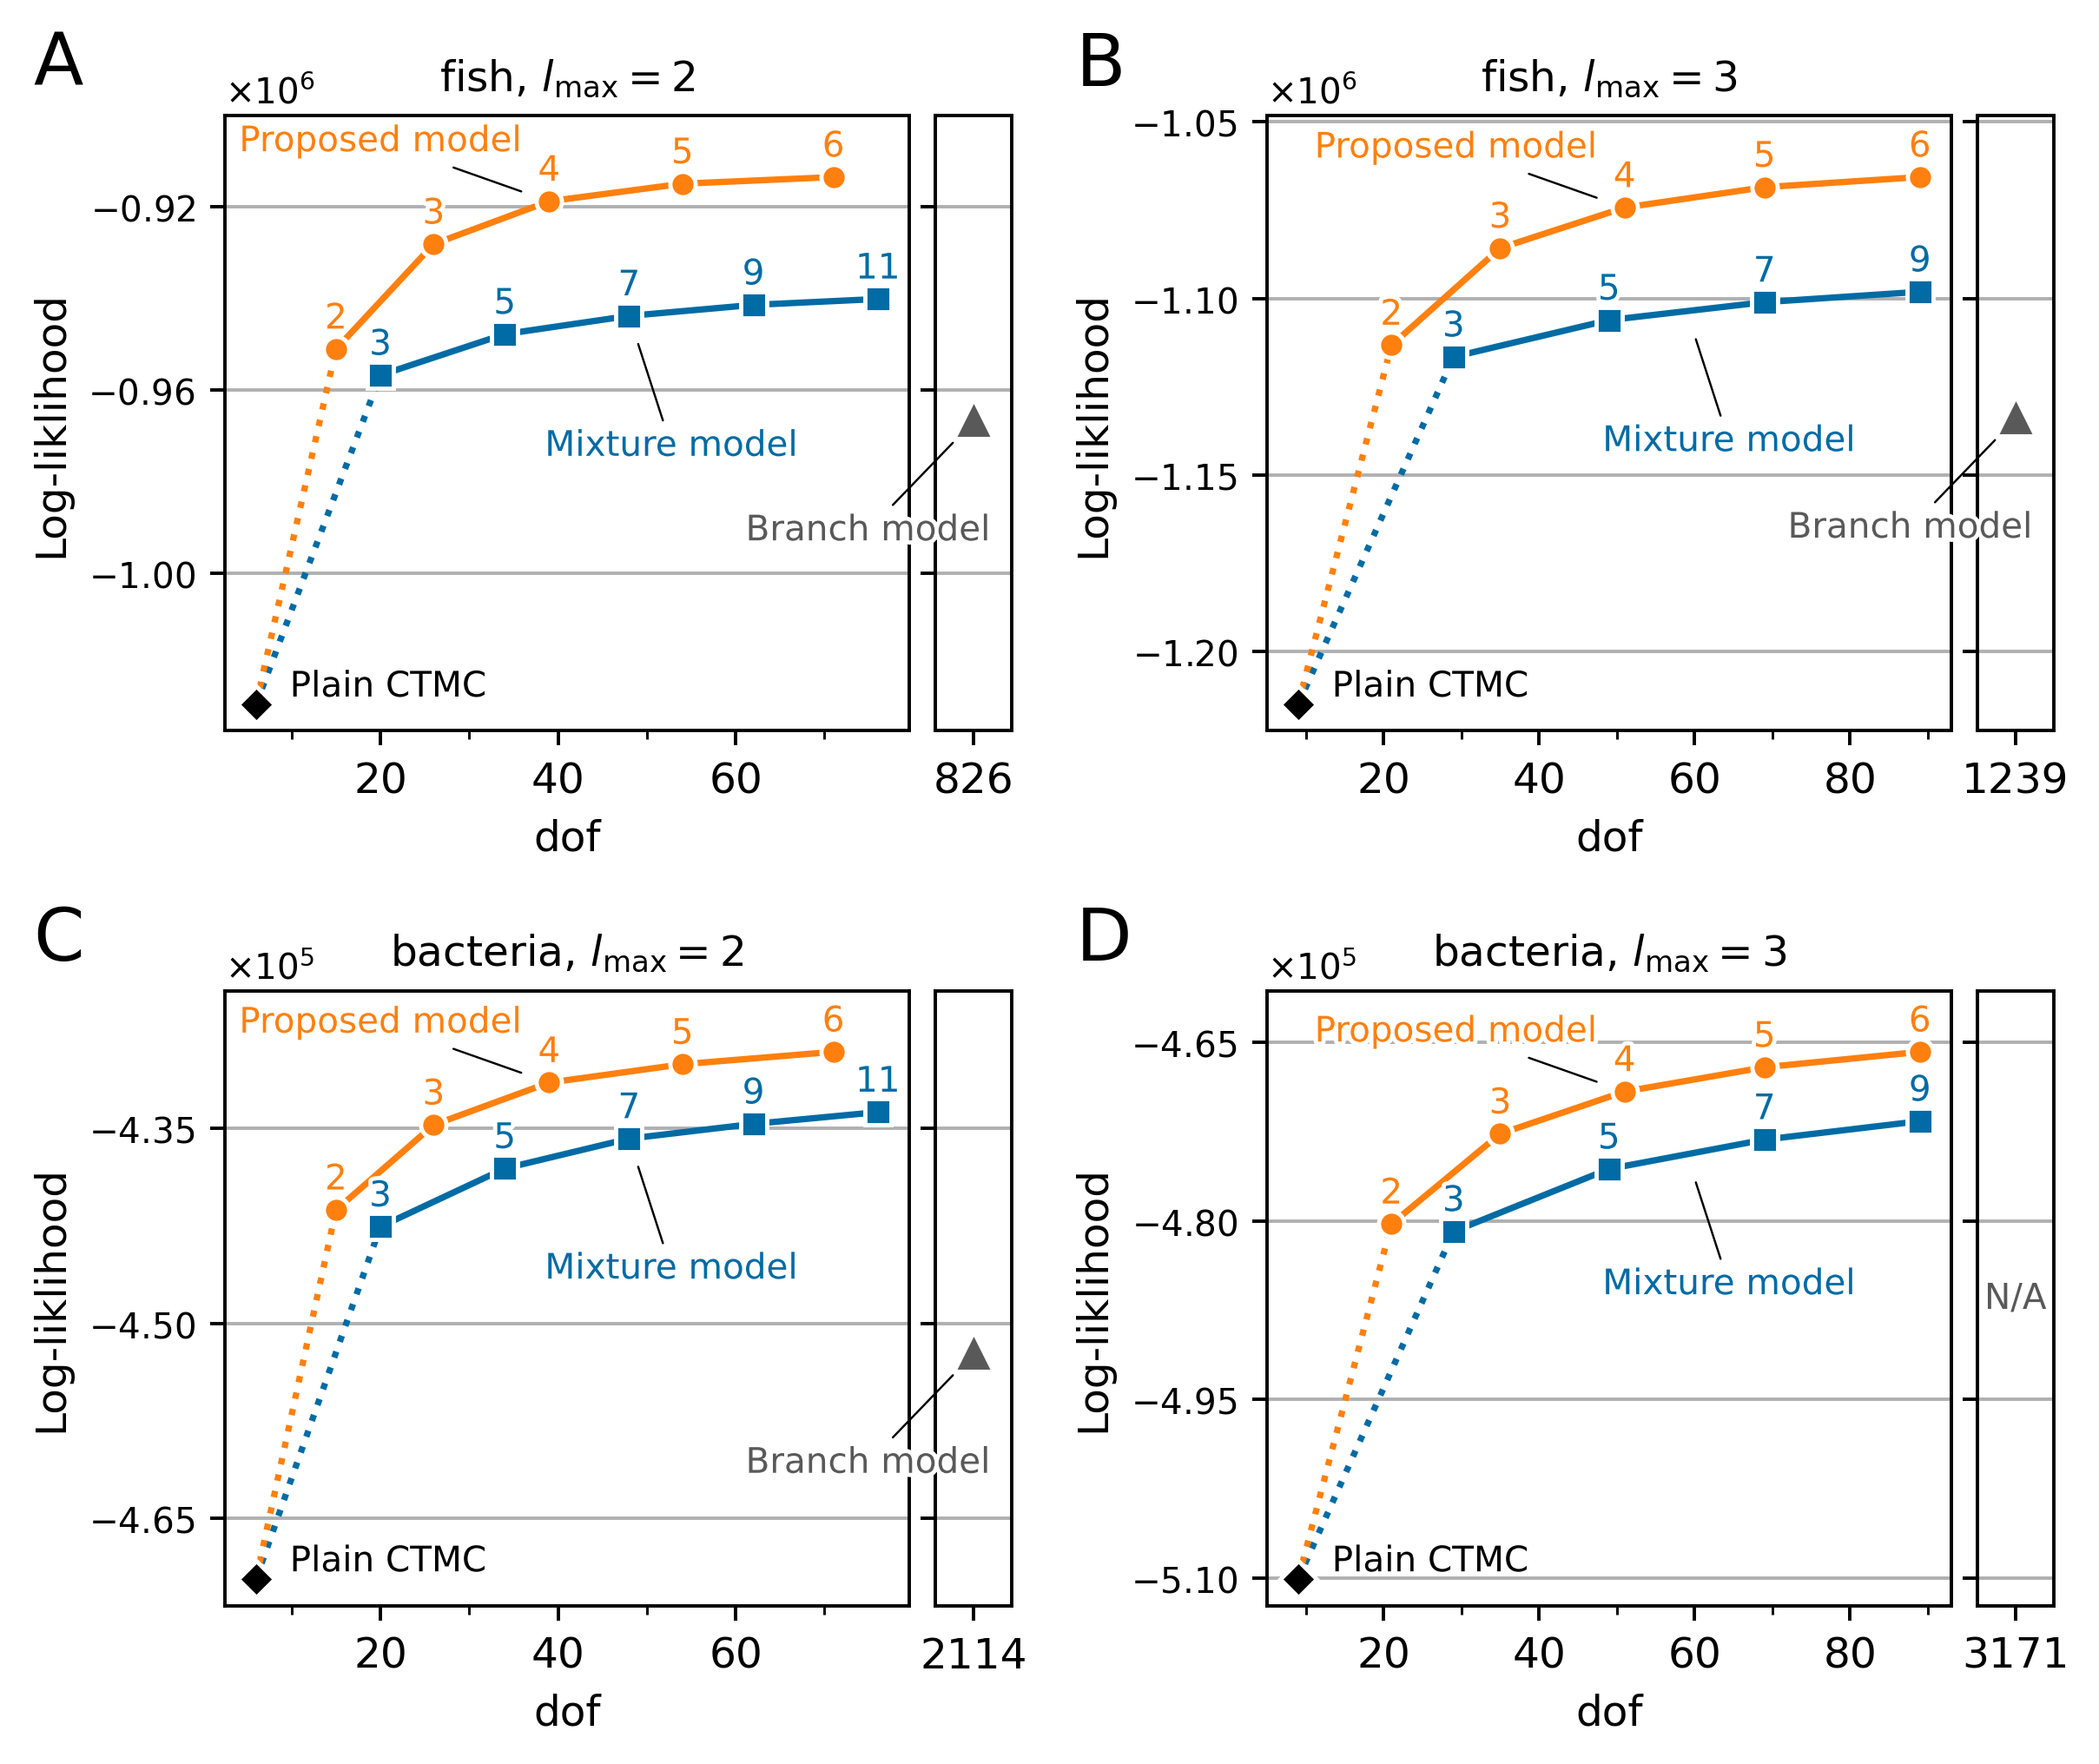 A
fish, lmax = 2
×10⁶
Proposed model
2
3
4
5
6
3
5
7
9
11
Mixture model
Branch model
Plain CTMC
−0.92
−0.96
−1.00
Log-liklihood
20
40
60
826
dof
B
fish, lmax = 3
×10⁶
Proposed model
2
3
4
5
6
3
5
7
9
Mixture model
Branch model
Plain CTMC
−1.05
−1.10
−1.15
−1.20
Log-liklihood
20
40
60
80
1239
dof
C
bacteria, lmax = 2
×10⁵
Proposed model
2
3
4
5
6
3
5
7
9
11
Mixture model
Branch model
Plain CTMC
−4.35
−4.50
−4.65
Log-liklihood
20
40
60
2114
dof
D
bacteria, lmax = 3
×10⁵
Proposed model
2
3
4
5
6
3
5
7
9
Mixture model
N/A
Plain CTMC
−4.65
−4.80
−4.95
−5.10
Log-liklihood
20
40
60
80
3171
dof